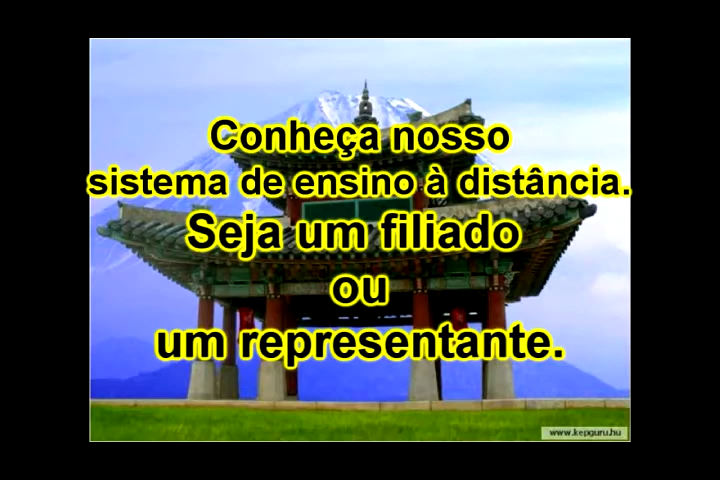 Conheça nosso
sistema de ensino à distância.
Seja um filiado
ou
um representante.
www.kepguru.hu